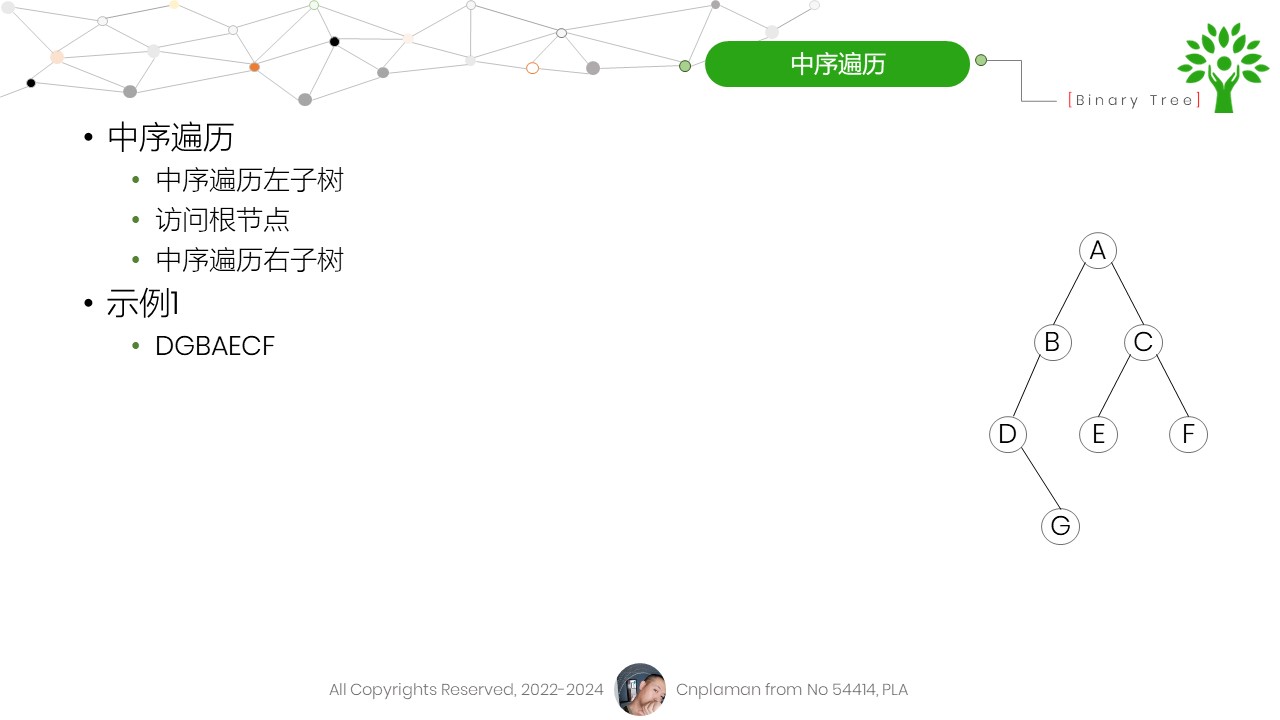 中序遍历
[Binary Tree]
• 中序遍历
• 中序遍历左子树
• 访问根节点
• 中序遍历右子树
• 示例1
• DGBAECF
A
B
C
D
E
F
G
All Copyrights Reserved, 2022-2024
Cnplaman from No 54414, PLA